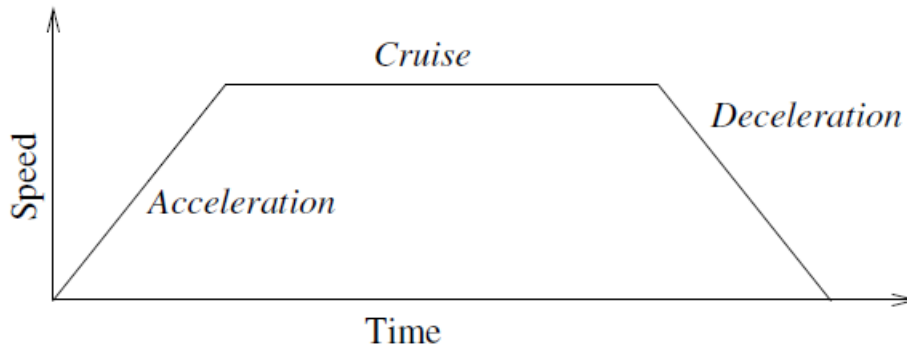 Cruise
Deceleration
Speed
Acceleration
Time